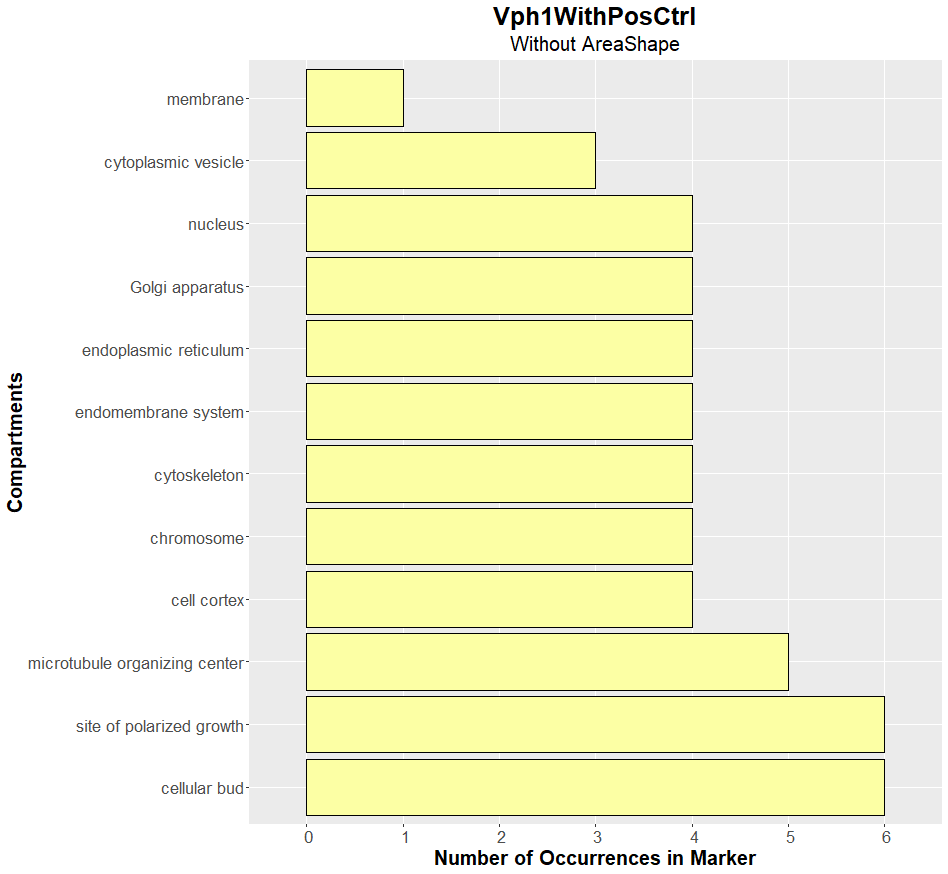 Vph1WithPosCtrl
Without AreaShape
Compartments
membrane
cytoplasmic vesicle
nucleus
Golgi apparatus
endoplasmic reticulum
endomembrane system
cytoskeleton
chromosome
cell cortex
microtubule organizing center
site of polarized growth
cellular bud
0 1 2 3 4 5 6
Number of Occurrences in Marker